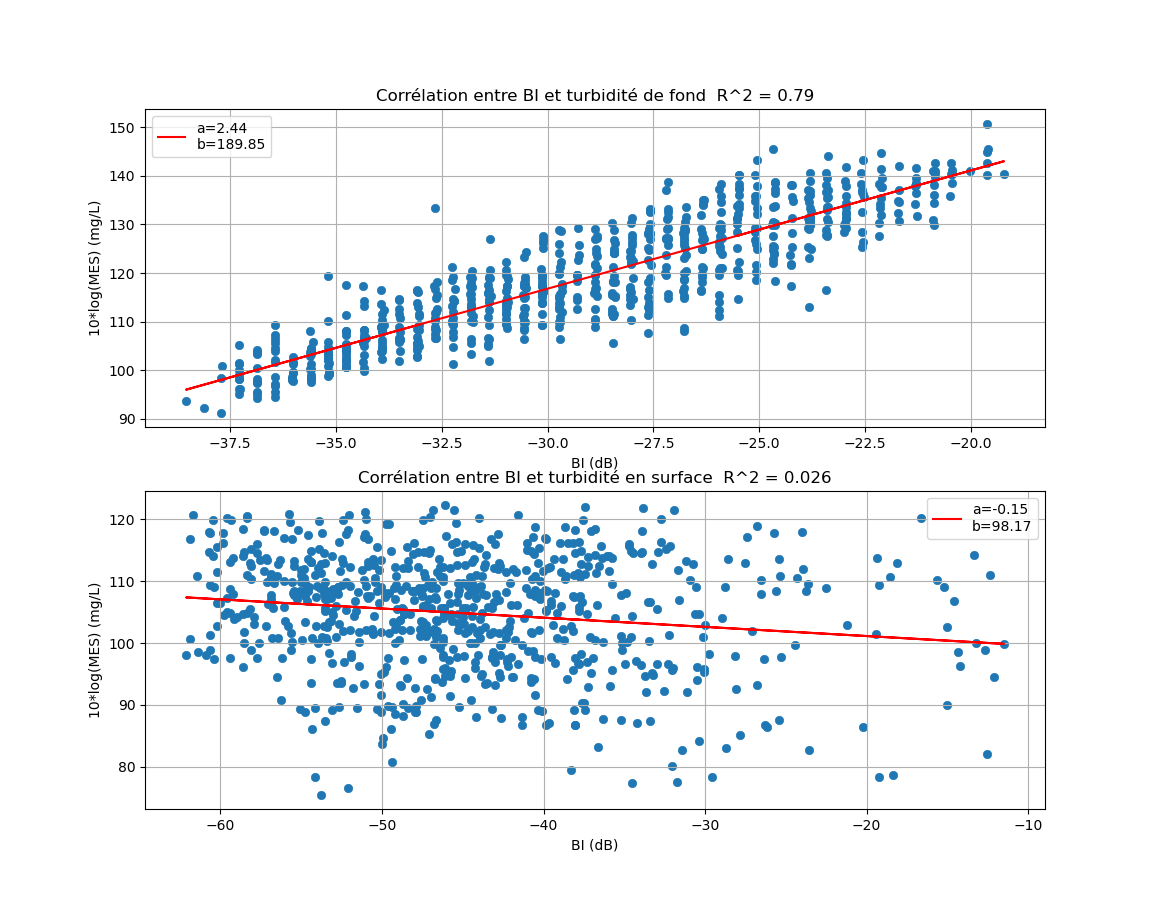 Corrélation entre BI et turbidité de fond  R^2 = 0.79
a=2.44
b=189.85
150
140
130
120
110
100
90
10*log(MES) (mg/L)
−37.5 −35.0 −32.5 −30.0 −27.5 −25.0 −22.5 −20.0
BI (dB)
Corrélation entre BI et turbidité en surface  R^2 = 0.026
a=-0.15
b=98.17
120
110
100
90
80
10*log(MES) (mg/L)
−60 −50 −40 −30 −20 −10
BI (dB)